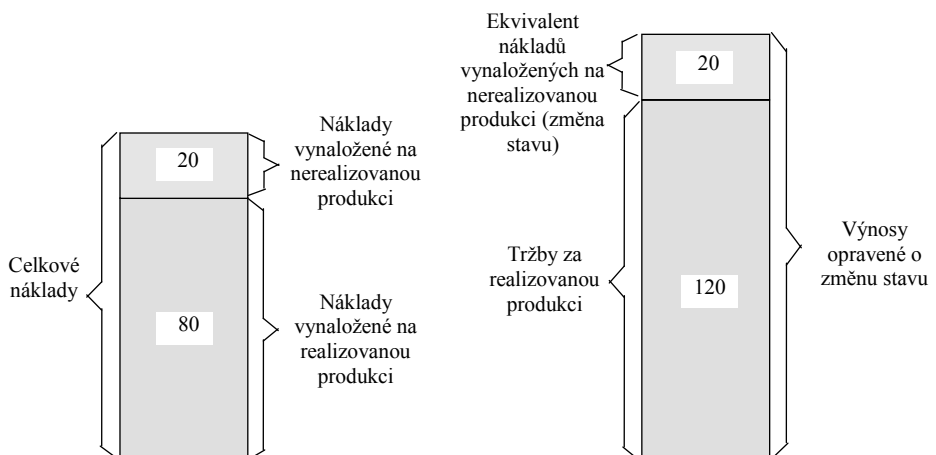 Celkové
náklady
20
80
Náklady
vynaložené na
nerealizovanou
produkci
Náklady
vynaložené na
realizovanou
produkci
Ekvivalent
nákladů
vynaložených na
nerealizovanou
produkci (změna
stavu)
Tržby za
realizovanou
produkci
20
120
Výnosy
opravené o
změnu stavu